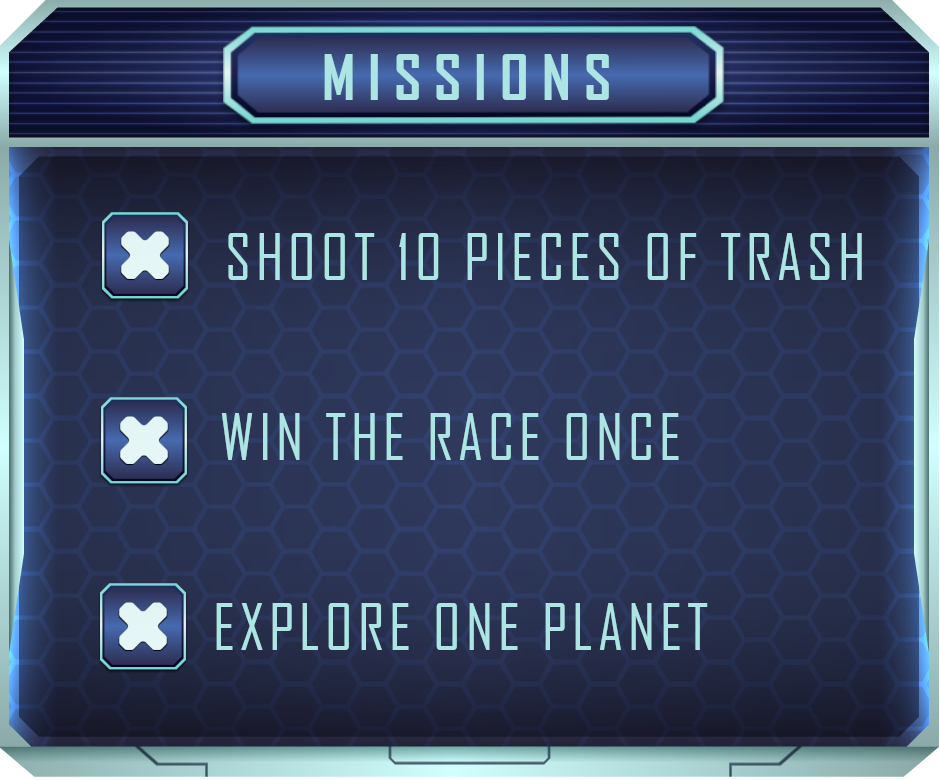 MISSIONS
SHOOT 10 PIECES OF TRASH
WIN THE RACE ONCE
EXPLORE ONE PLANET